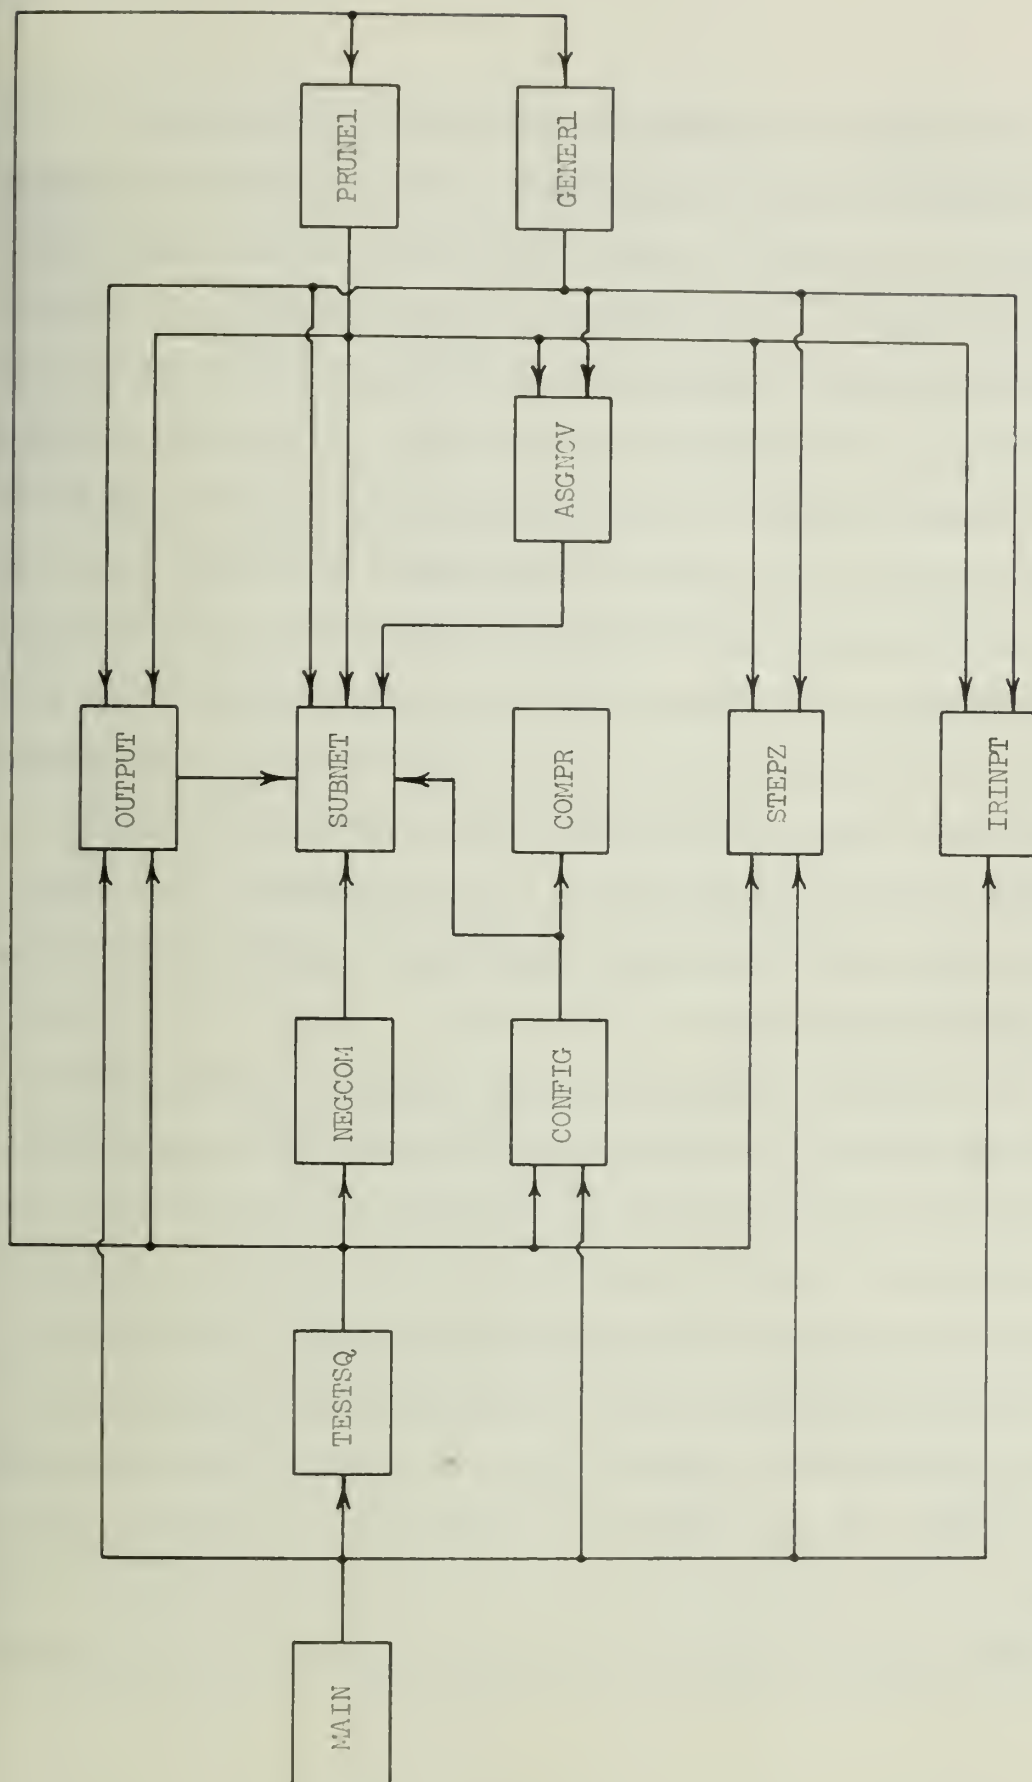 MAIN
TESTSQ
OUTPUT
NEGCOM
SUBNET
PRUNE1
CONFIG
COMPR
ASGNCV
GENER1
STEPZ
IRINPT